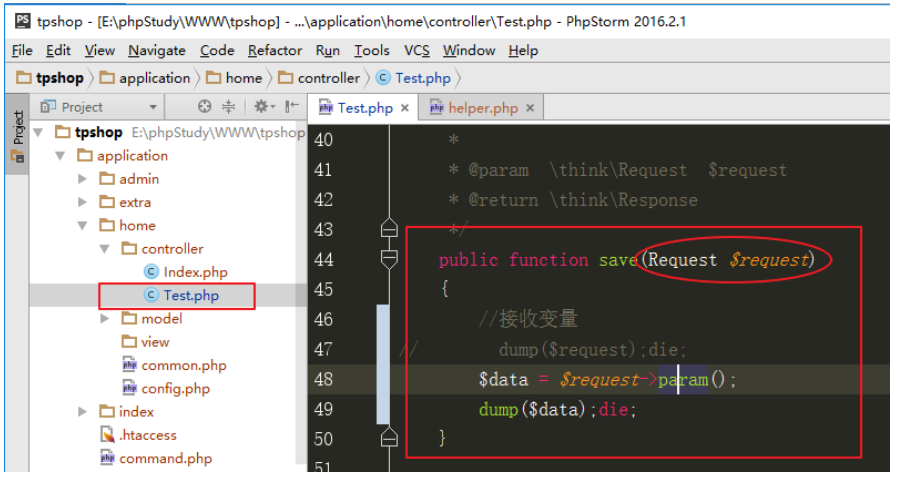 tpshop - [E:\phpStudy\WWW\tpshop] - ...\application\home\controller\Test.php - PhpStorm 2016.2.1
File Edit View Navigate Code Refactor Run Tools VCS Window Help
tpshop application home controller Test.php
Project
Project
Test.php × helper.php ×
tpshop E:\phpStudy\WWW\tpshop
application
admin
extra
home
controller
Index.php
Test.php
model
view
common.php
config.php
index
.htaccess
command.php
40 *
41 * @param \think\Request $request
42 * @return \think\Response
43 */
44 public function save(Request $request)
45 {
46 //接收变量
47 // dump($request);die;
48 $data = $request->param();
49 dump($data);die;
50 }
51